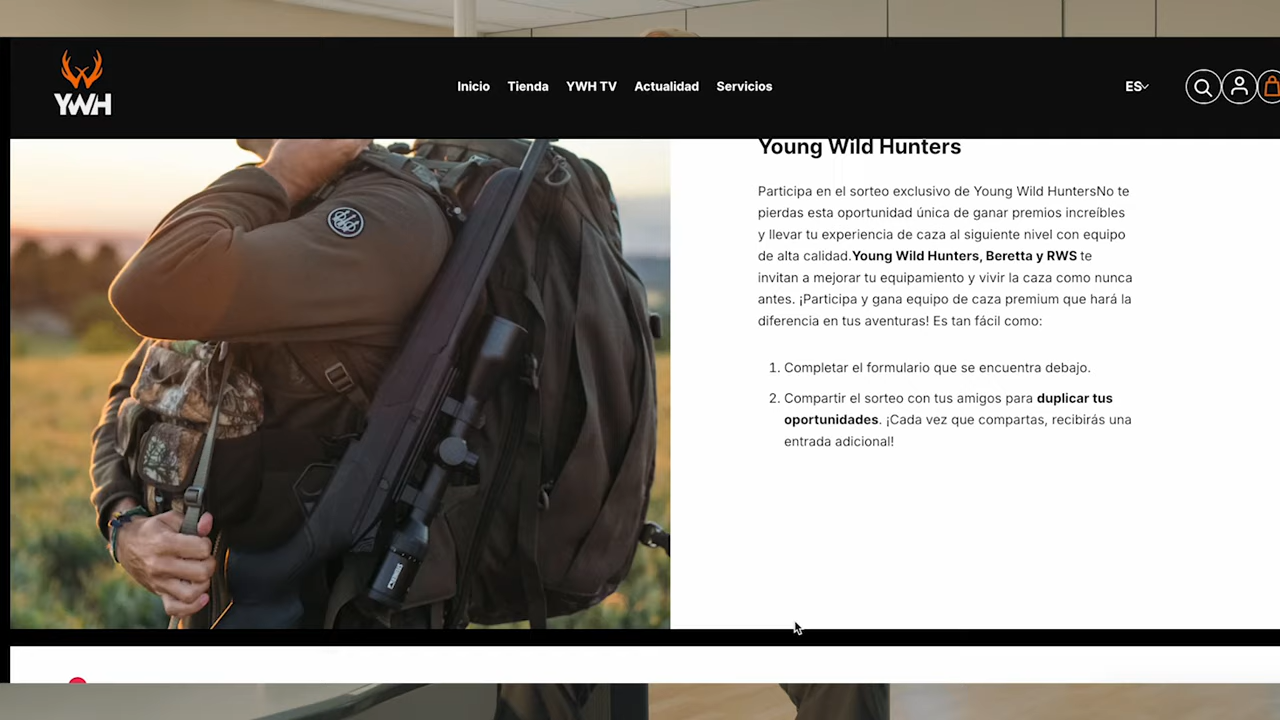 YWH
Inicio Tienda YWH TV Actualidad Servicios
ES
Young Wild Hunters
Participa en el sorteo exclusivo de Young Wild HuntersNo te
pierdas esta oportunidad única de ganar premios increíbles
y llevar tu experiencia de caza al siguiente nivel con equipo
de alta calidad.Young Wild Hunters, Beretta y RWS te
invitan a mejorar tu equipamiento y vivir la caza como nunca
antes. ¡Participa y gana equipo de caza premium que hará la
diferencia en tus aventuras! Es tan fácil como:
1. Completar el formulario que se encuentra debajo.
2. Compartir el sorteo con tus amigos para duplicar tus
oportunidades. ¡Cada vez que compartas, recibirás una
entrada adicional!